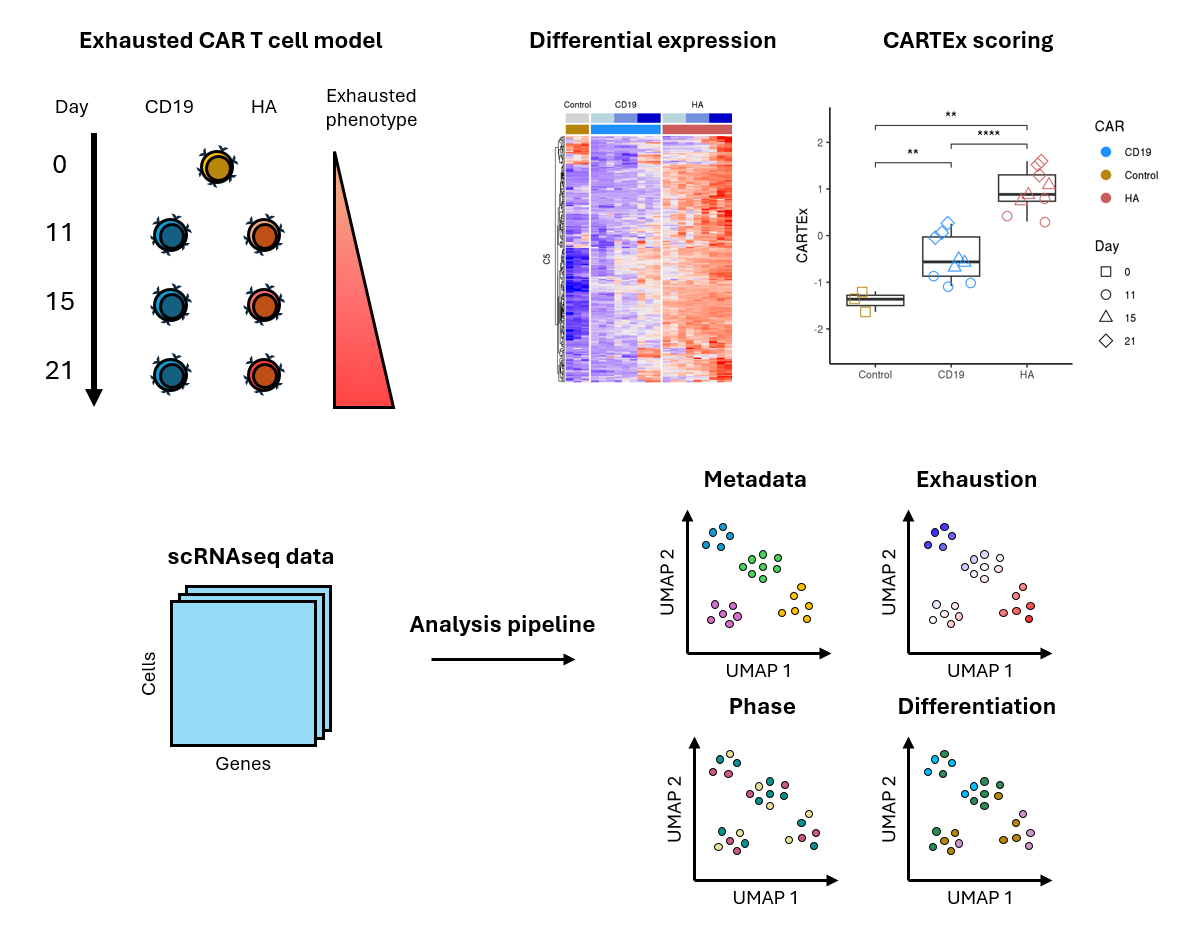 Exhausted CAR T cell model
Day
CD19
HA
Exhausted
phenotype
0
11
15
21
Differential expression
Control
CD19
HA
C5
CARTEx scoring
**
****
**
2
1
0
-1
-2
CARTEx
Control
CD19
HA
CAR
CD19
Control
HA
Day
0
11
15
21
scRNAseq data
Cells
Genes
Analysis pipeline
Metadata
UMAP 2
UMAP 1
Exhaustion
UMAP 2
UMAP 1
Phase
UMAP 2
UMAP 1
Differentiation
UMAP 2
UMAP 1